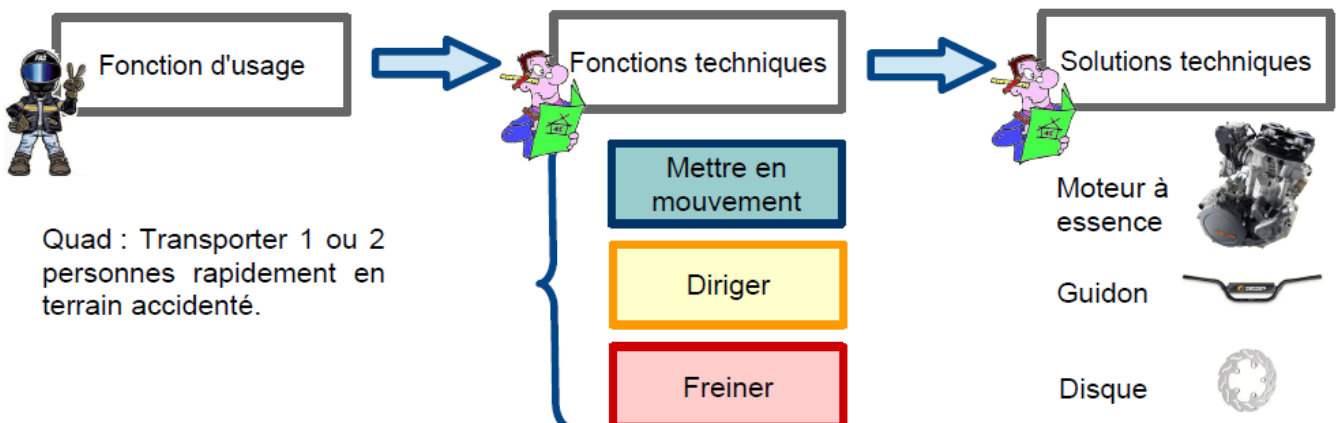 Fonction d'usage
Fonctions techniques
Solutions techniques
Quad : Transporter 1 ou 2
personnes rapidement en
terrain accidenté.
Mettre en
mouvement
Diriger
Freiner
Moteur à
essence
Guidon
Disque